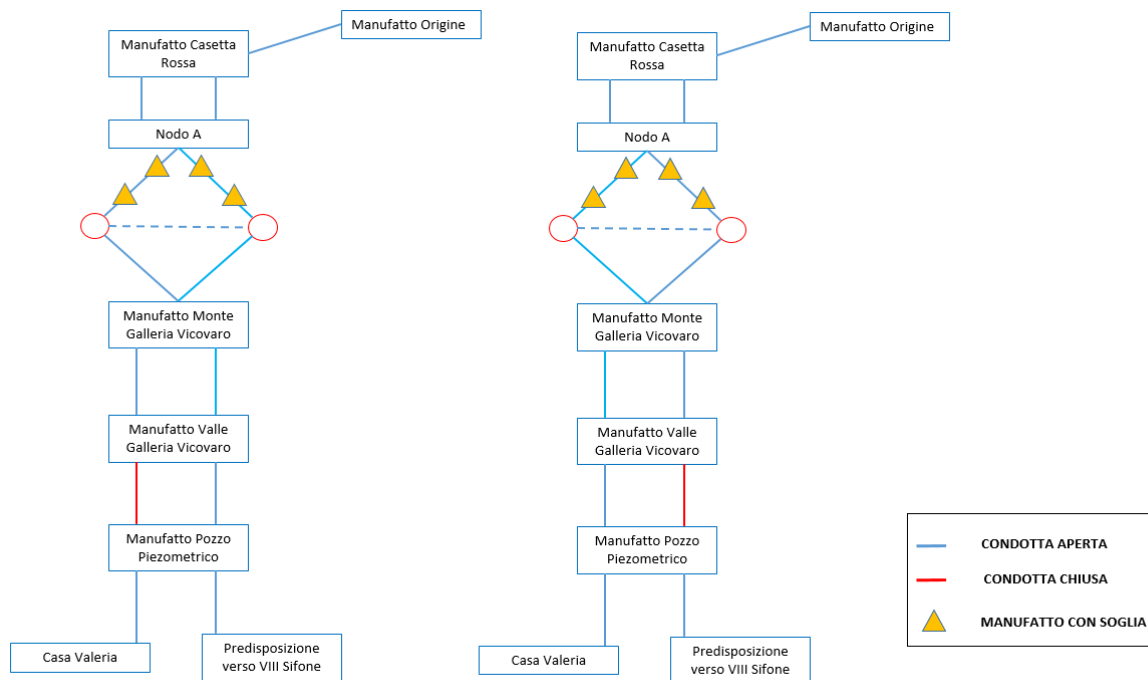 Manufatto Origine
Manufatto Casetta
Rossa
Nodo A
Manufatto Monte
Galleria Vicovaro
Manufatto Valle
Galleria Vicovaro
Manufatto Pozzo
Piezometrico
Casa Valeria
Predisposizione
verso VIII Sifone
Manufatto Origine
Manufatto Casetta
Rossa
Nodo A
Manufatto Monte
Galleria Vicovaro
Manufatto Valle
Galleria Vicovaro
Manufatto Pozzo
Piezometrico
Casa Valeria
Predisposizione
verso VIII Sifone
CONDOTTA APERTA
CONDOTTA CHIUSA
MANUFATTO CON SOGLIA